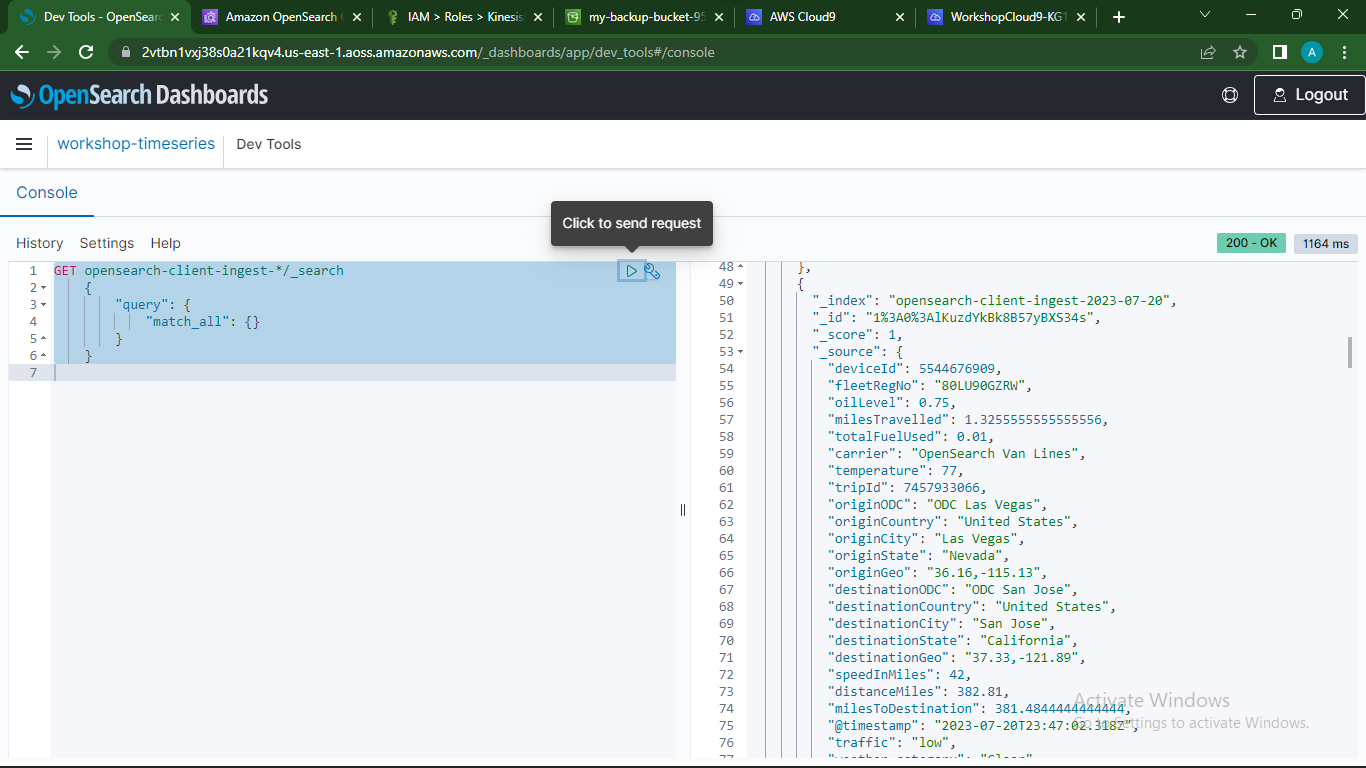 Dev Tools - OpenSearc
Amazon OpenSearch
IAM > Roles > Kinesis
my-backup-bucket-95
AWS Cloud9
WorkshopCloud9-KG1
2vtbn1vxj38s0a21kqv4.us-east-1.aoss.amazonaws.com/_dashboards/app/dev_tools#/console
A
OpenSearch Dashboards
Logout
workshop-timeseries
Dev Tools
Console
Click to send request
History Settings Help
200 - OK
1164 ms
1 GET opensearch-client-ingest-*/_search
2 {
3 "query": {
4 "match_all": {}
5 }
6 }
7
48 },
49 {
50 "_index": "opensearch-client-ingest-2023-07-20",
51 "_id": "1%3A0%3AlKuzdYkBk8B57yBXS34s",
52 "_score": 1,
53 "_source": {
54 "deviceId": 5544676909,
55 "fleetRegNo": "80LU90GZRW",
56 "oilLevel": 0.75,
57 "milesTravelled": 1.3255555555555556,
58 "totalFuelUsed": 0.01,
59 "carrier": "OpenSearch Van Lines",
60 "temperature": 77,
61 "tripId": 7457933066,
62 "originODC": "ODC Las Vegas",
63 "originCountry": "United States",
64 "originCity": "Las Vegas",
65 "originState": "Nevada",
66 "originGeo": "36.16,-115.13",
67 "destinationODC": "ODC San Jose",
68 "destinationCountry": "United States",
69 "destinationCity": "San Jose",
70 "destinationState": "California",
71 "destinationGeo": "37.33,-121.89",
72 "speedInMiles": 42,
73 "distanceMiles": 382.81,
74 "milesToDestination": 381.4844444444444,
75 "@timestamp": "2023-07-20T23:47:02.318Z",
76 "traffic": "low",
Activate Windows
Go to Settings to activate Windows.